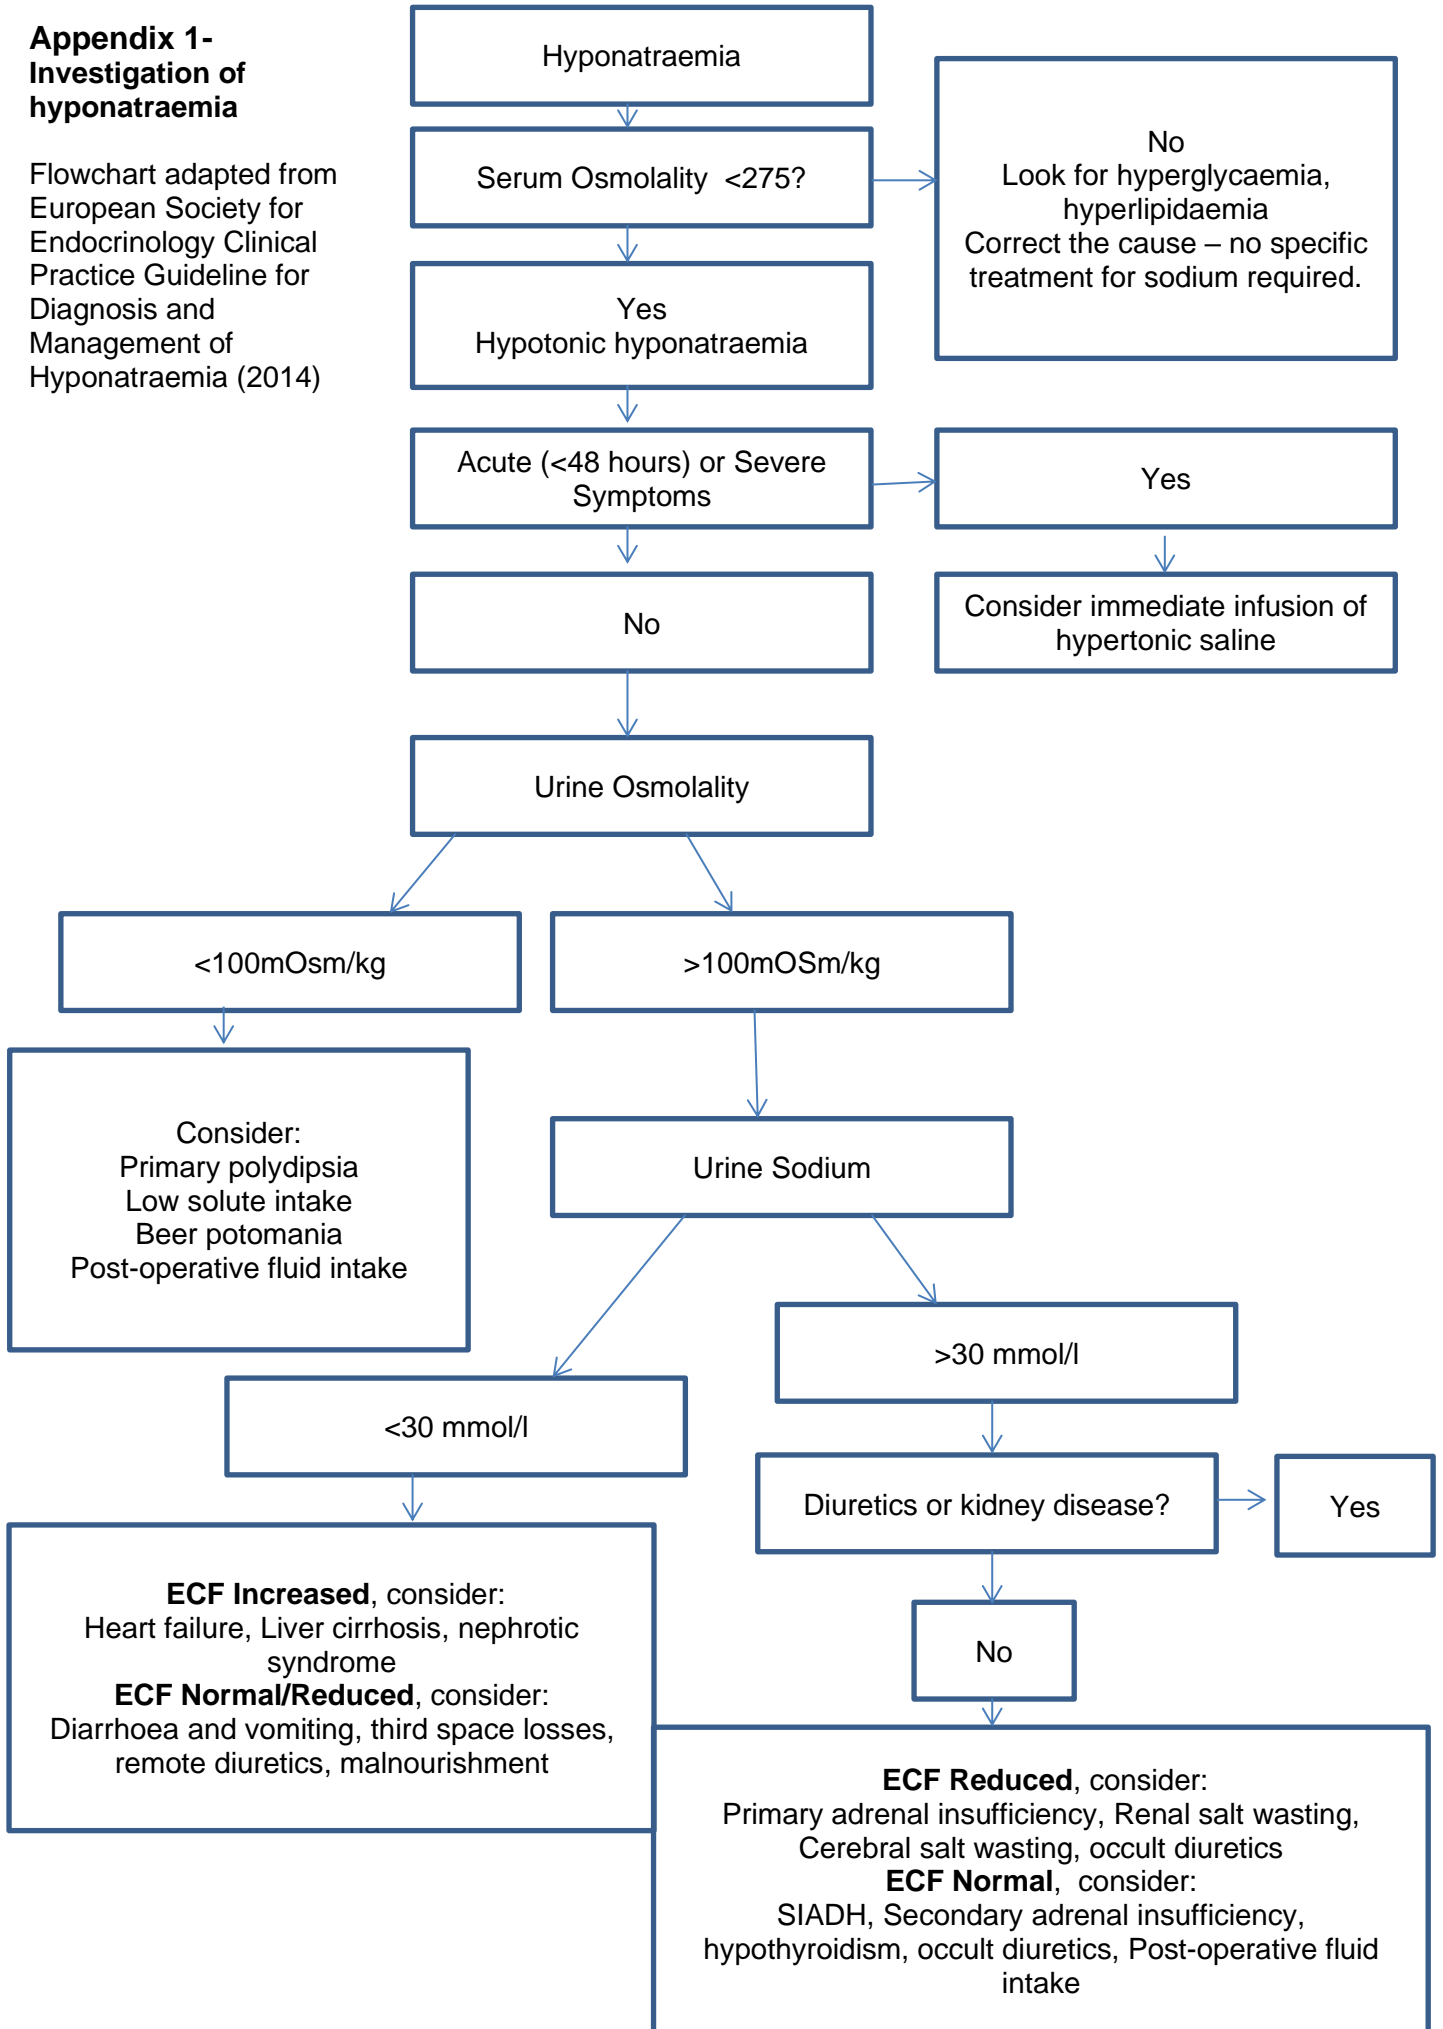 Appendix 1-
Investigation of
hyponatraemia
Flowchart adapted from
European Society for
Endocrinology Clinical
Practice Guideline for
Diagnosis and
Management of
Hyponatraemia (2014)
Hyponatraemia
Serum Osmolality <275?
No
Look for hyperglycaemia,
hyperlipidaemia
Correct the cause – no specific
treatment for sodium required.
Yes
Hypotonic hyponatraemia
Acute (<48 hours) or Severe
Symptoms
Yes
No
Consider immediate infusion of
hypertonic saline
Urine Osmolality
<100mOsm/kg
>100mOSm/kg
Consider:
Primary polydipsia
Low solute intake
Beer potomania
Post-operative fluid intake
Urine Sodium
>30 mmol/l
<30 mmol/l
Diuretics or kidney disease?
Yes
ECF Increased, consider:
Heart failure, Liver cirrhosis, nephrotic
syndrome
ECF Normal/Reduced, consider:
Diarrhoea and vomiting, third space losses,
remote diuretics, malnourishment
No
ECF Reduced, consider:
Primary adrenal insufficiency, Renal salt wasting,
Cerebral salt wasting, occult diuretics
ECF Normal, consider:
SIADH, Secondary adrenal insufficiency,
hypothyroidism, occult diuretics, Post-operative fluid
intake